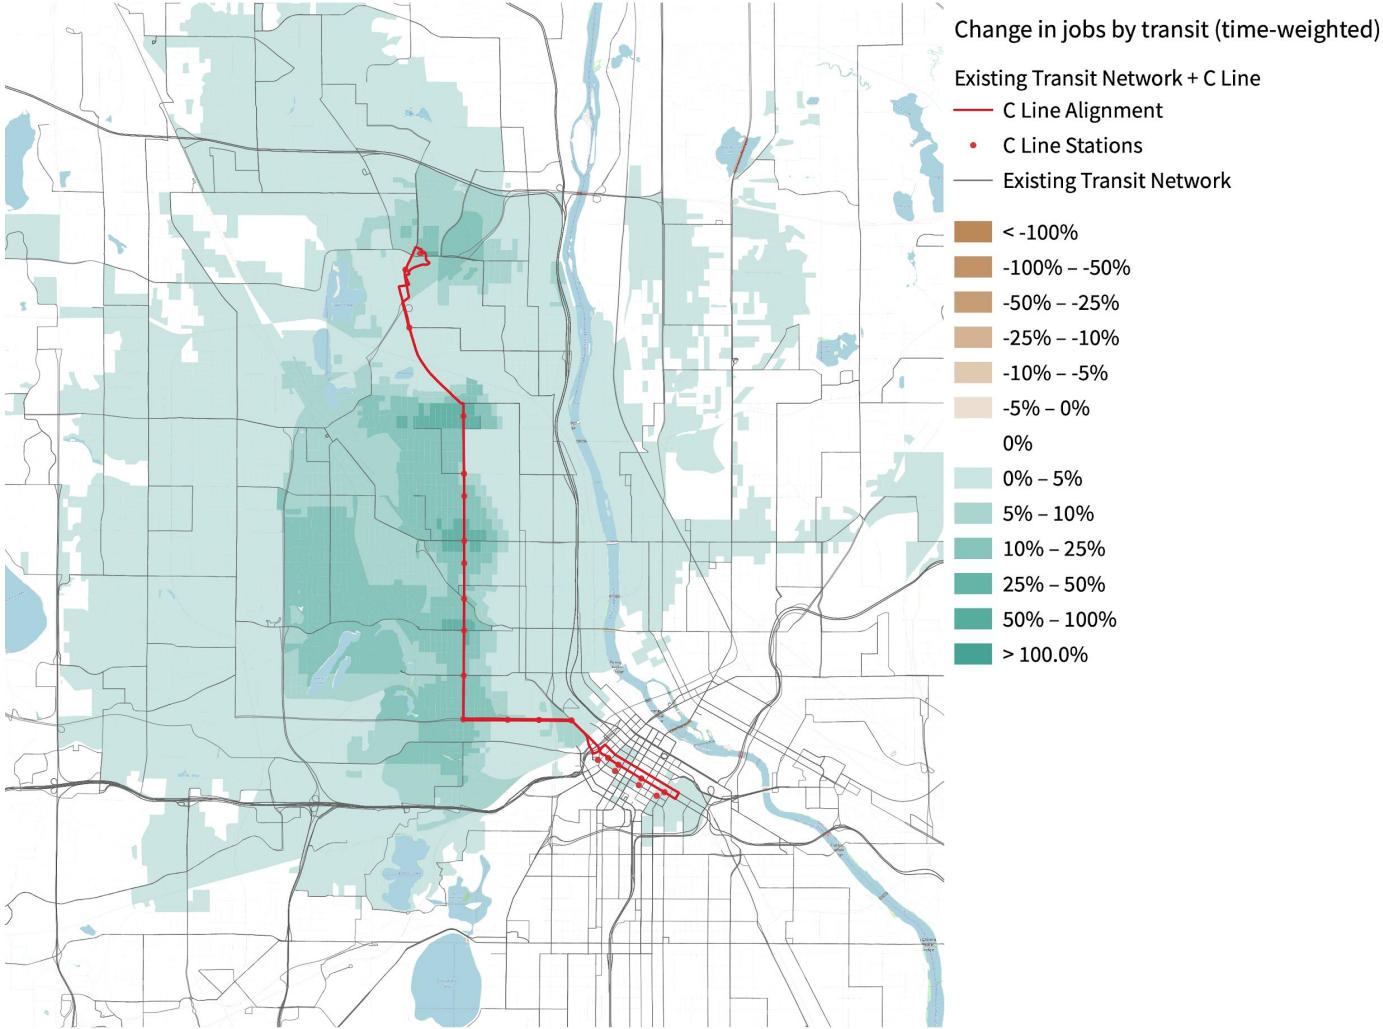 Change in jobs by transit (time-weighted)
Existing Transit Network + C Line
C Line Alignment
C Line Stations
Existing Transit Network
< -100%
-100% – -50%
-50% – -25%
-25% – -10%
-10% – -5%
-5% – 0%
0%
0% – 5%
5% – 10%
10% – 25%
25% – 50%
50% – 100%
> 100.0%